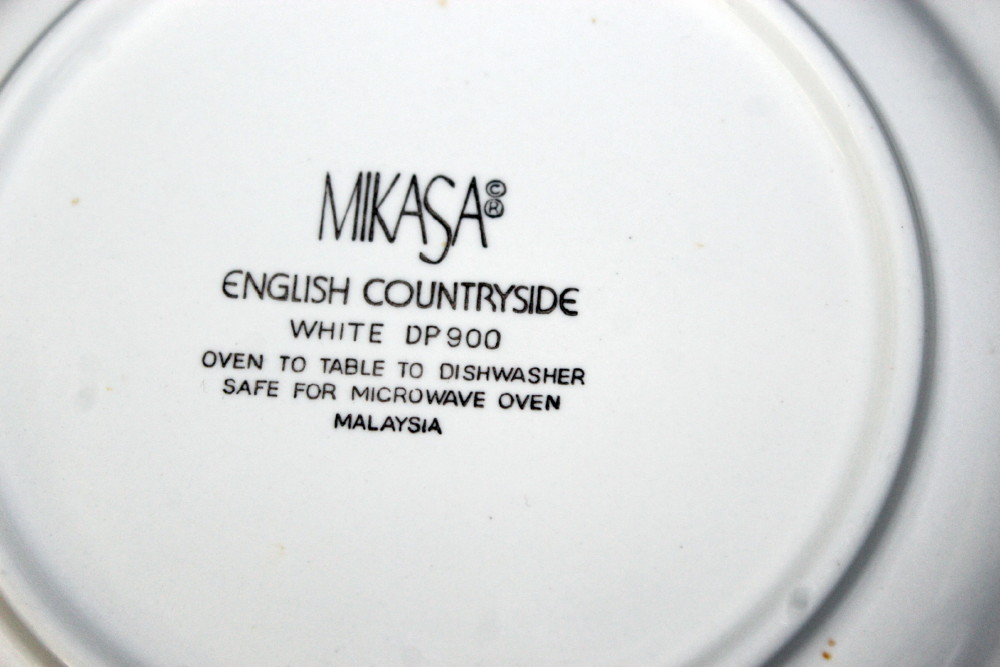 MIKASA©®
ENGLISH COUNTRYSIDE
WHITE DP900
OVEN TO TABLE TO DISHWASHER
SAFE FOR MICROWAVE OVEN
MALAYSIA